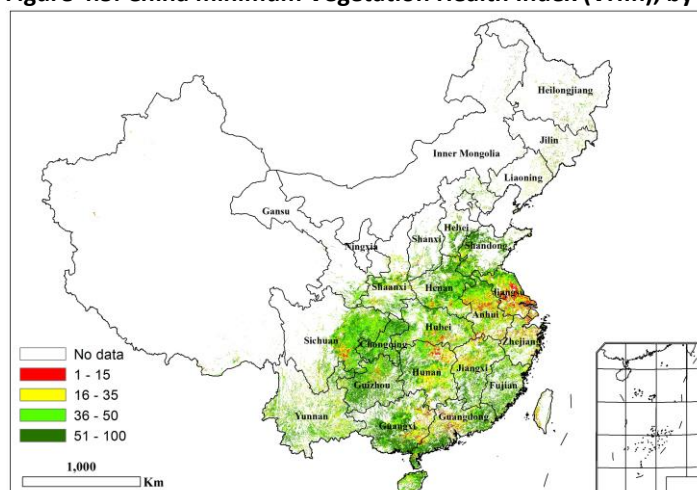 China minimum Vegetation Health Index (VHIn), by
Heilongjiang
Jilin
Inner Mongolia
Liaoning
Gansu
Hebei
Ningxia
Shanxi
Shandong
Shaanxi
Henan
Jiangsu
Anhui
Hubei
Sichuan
Chongqing
Zhejiang
Hunan
Jiangxi
Guizhou
Fujian
Yunnan
Guangxi
Guangdong
No data
1 - 15
16 - 35
36 - 50
51 - 100
1,000
Km